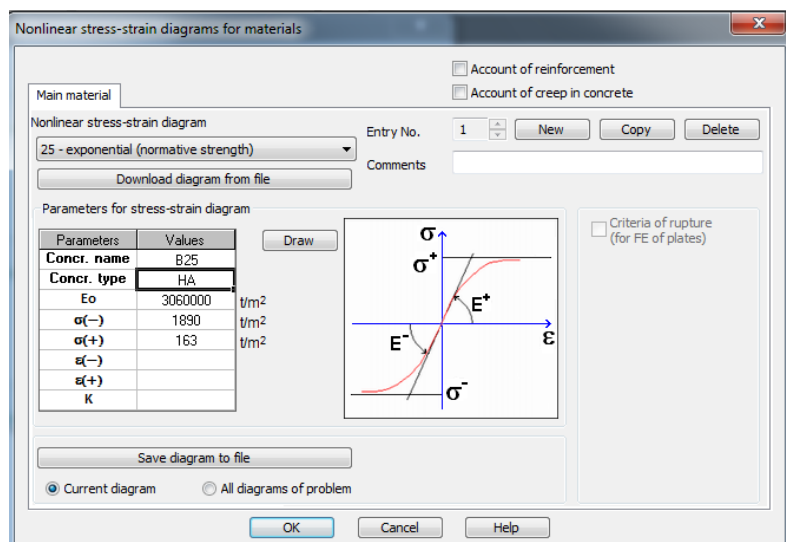 Nonlinear stress-strain diagrams for materials
Account of reinforcement
Account of creep in concrete
Main material
Nonlinear stress-strain diagram
25 - exponential (normative strength)
Download diagram from file
Entry No. 1 New Copy Delete
Comments
Parameters for stress-strain diagram
Parameters Values
Concr. name B25
Concr. type HA
Eo 3060000 t/m2
σ(−) 1890 t/m2
σ(+) 163 t/m2
ε(−)
ε(+)
K
Draw
σ
σ+
E+
E-
ε
σ-
Criteria of rupture
(for FE of plates)
Save diagram to file
Current diagram All diagrams of problem
OK Cancel Help